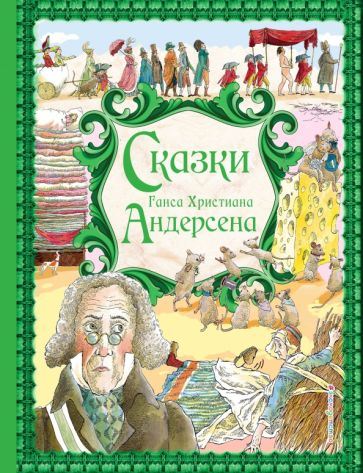 Сказки
Ганса Христиана
Андерсена